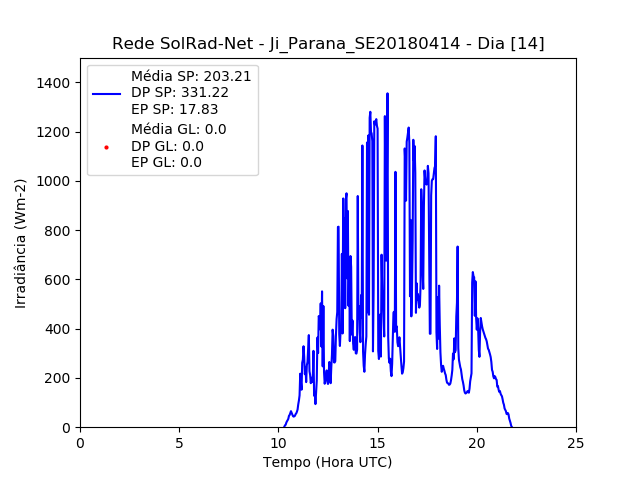 Rede SolRad-Net - Ji_Parana_SE20180414 - Dia [14]
Média SP: 203.21
DP SP: 331.22
EP SP: 17.83
Média GL: 0.0
DP GL: 0.0
EP GL: 0.0
Irradiância (Wm-2)
1400
1200
1000
800
600
400
200
0
0 5 10 15 20 25
Tempo (Hora UTC)